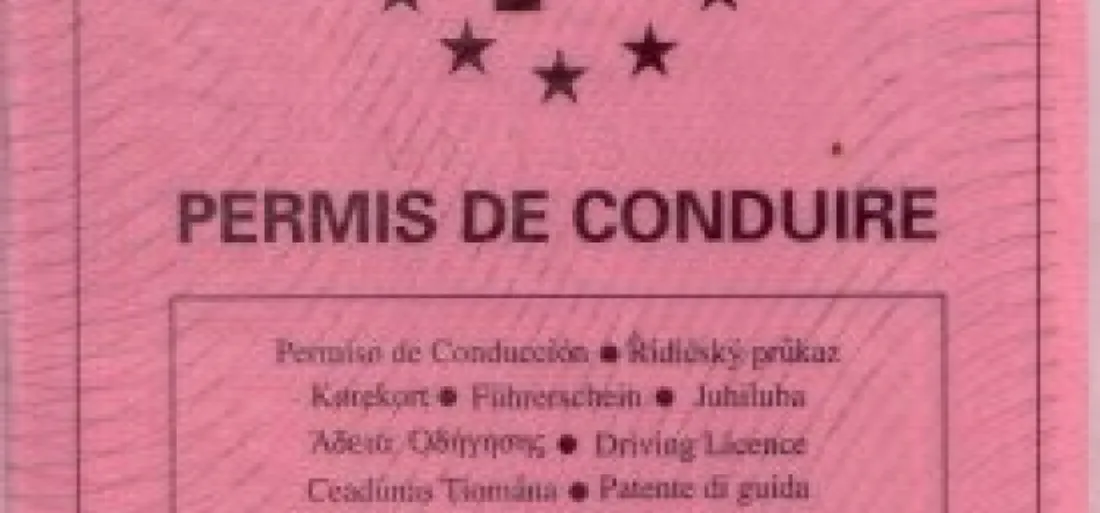 PERMIS DE CONDUIRE
Permiso de Conducción ● Řidičský průkaz
Kørekort ● Führerschein ● Juhiluba
Άδεια Οδήγησης ● Driving Licence
Ceadúnas Tiomána ● Patente di guida